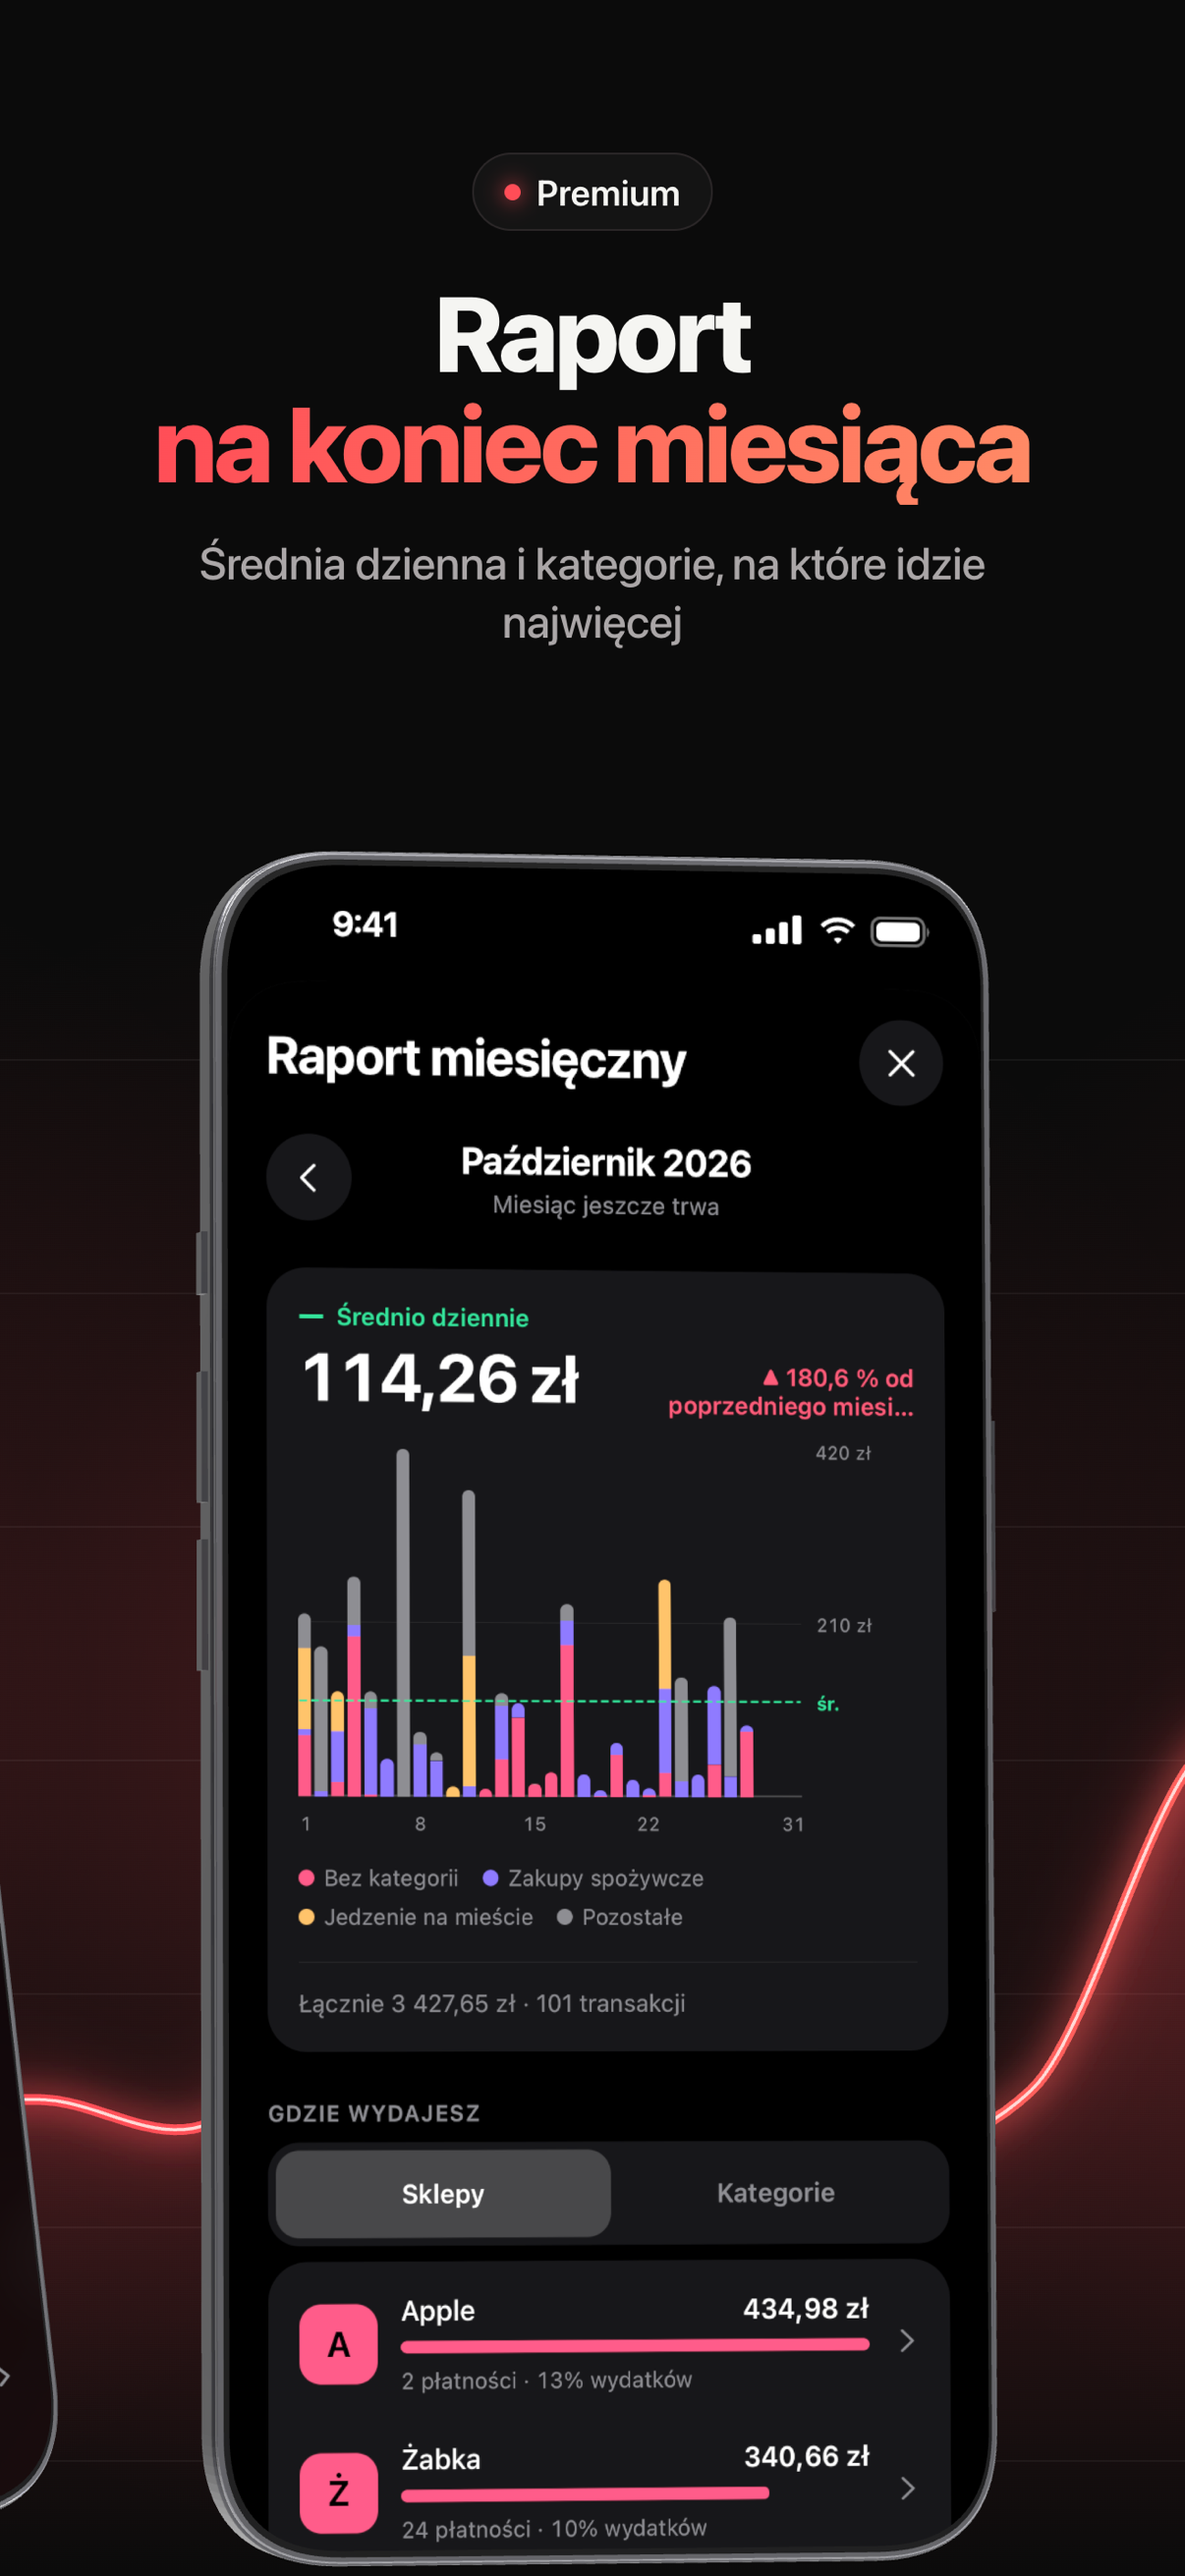 Premium
Raport
na koniec miesiąca
Średnia dzienna i kategorie, na które idzie
najwięcej
9:41
Raport miesięczny
Październik 2026
Miesiąc jeszcze trwa
Średnio dziennie
114,26 zł
▲ 180,6 % od
poprzedniego miesi...
420 zł
210 zł
śr.
1 8 15 22 31
Bez kategorii Zakupy spożywcze
Jedzenie na mieście Pozostałe
Łącznie 3 427,65 zł · 101 transakcji
GDZIE WYDAJESZ
Sklepy Kategorie
A Apple 434,98 zł
2 płatności · 13% wydatków
Ż Żabka 340,66 zł
24 płatności · 10% wydatków